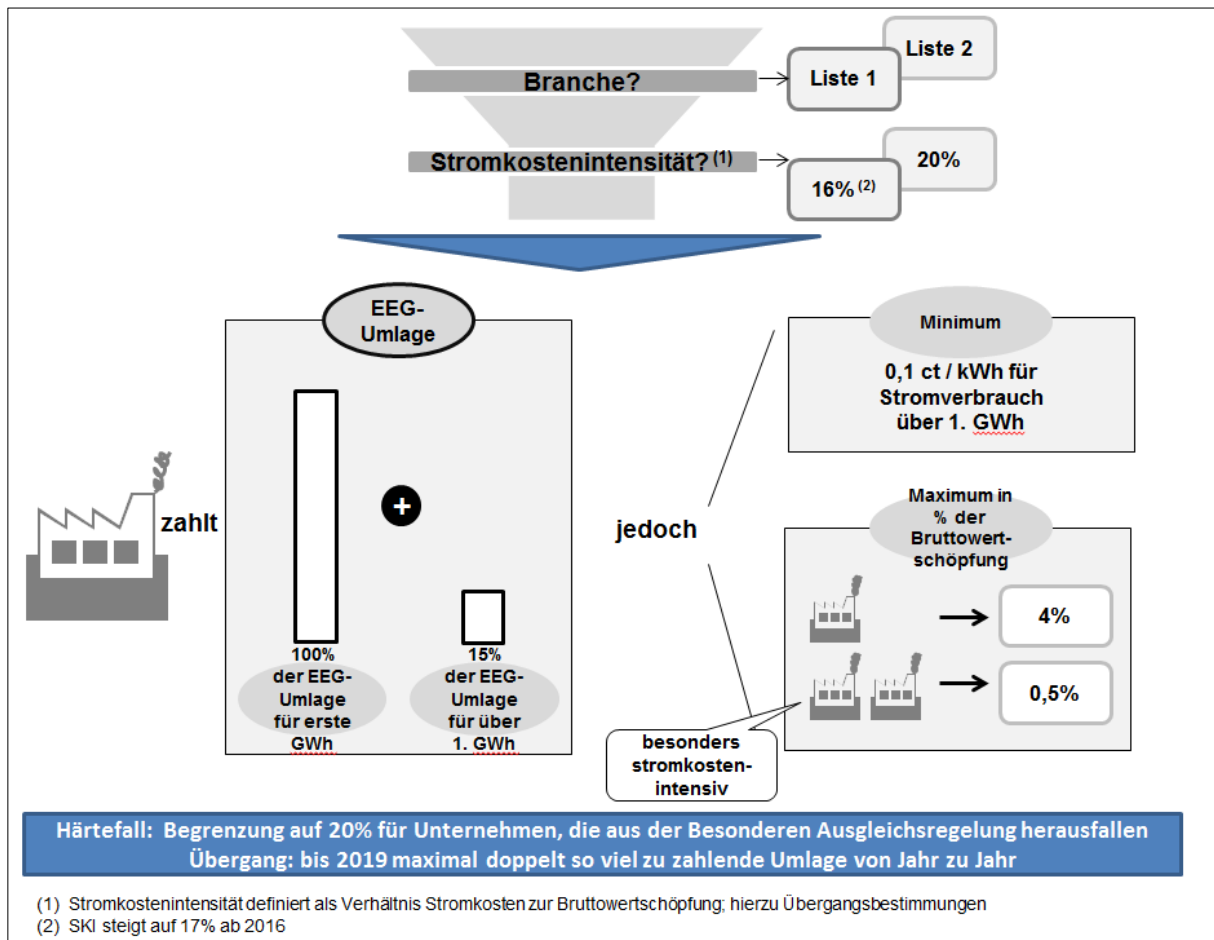 Liste 2
Branche?
Liste 1
Stromkostenintensität? (1)
20%
16% (2)
EEG-
Umlage
Minimum
0,1 ct / kWh für
Stromverbrauch
über 1. GWh
zahlt
+
jedoch
Maximum in
% der
Bruttowert-
schöpfung
4%
0,5%
100%
der EEG-
Umlage
für erste
GWh
15%
der EEG-
Umlage
für über
1. GWh
besonders
stromkosten-
intensiv
Härtefall: Begrenzung auf 20% für Unternehmen, die aus der Besonderen Ausgleichsregelung herausfallen
Übergang: bis 2019 maximal doppelt so viel zu zahlende Umlage von Jahr zu Jahr
(1) Stromkostenintensität definiert als Verhältnis Stromkosten zur Bruttowertschöpfung; hierzu Übergangsbestimmungen
(2) SKI steigt auf 17% ab 2016